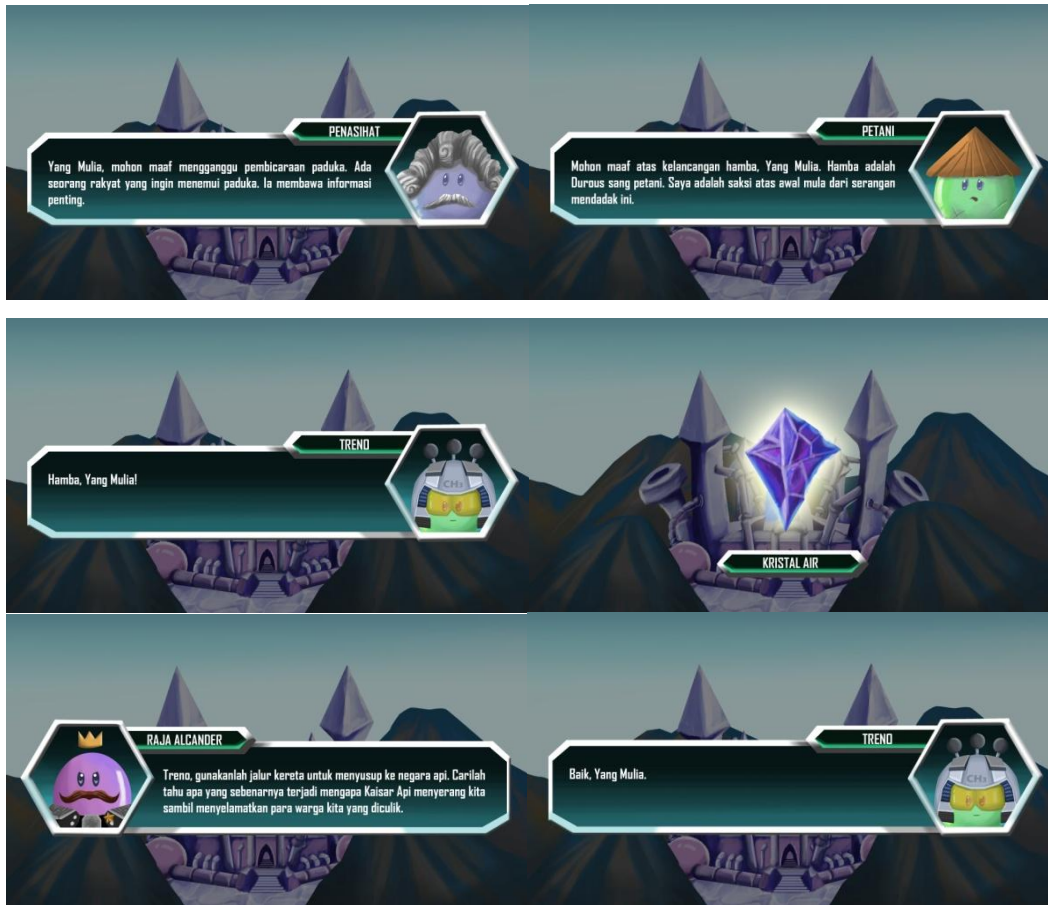 PENASIHAT
Yang Mulia, mohon maaf mengganggu pembicaraan paduka. Ada
seorang rakyat yang ingin menemui paduka. Ia membawa informasi
penting.
PETANI
Mohon maaf atas kelancangan hamba, Yang Mulia. Hamba adalah
Durous sang petani. Saya adalah saksi atas awal mula dari serangan
mendadak ini.
TRENO
Hamba, Yang Mulia!
CH₃
KRISTAL AIR
RAJA ALCANDER
Treno, gunakanlah jalur kereta untuk menyusup ke negara api. Carilah
tahu apa yang sebenarnya terjadi mengapa Kaisar Api menyerang kita
sambil menyelamatkan para warga kita yang diculik.
TRENO
Baik, Yang Mulia.
CH₃